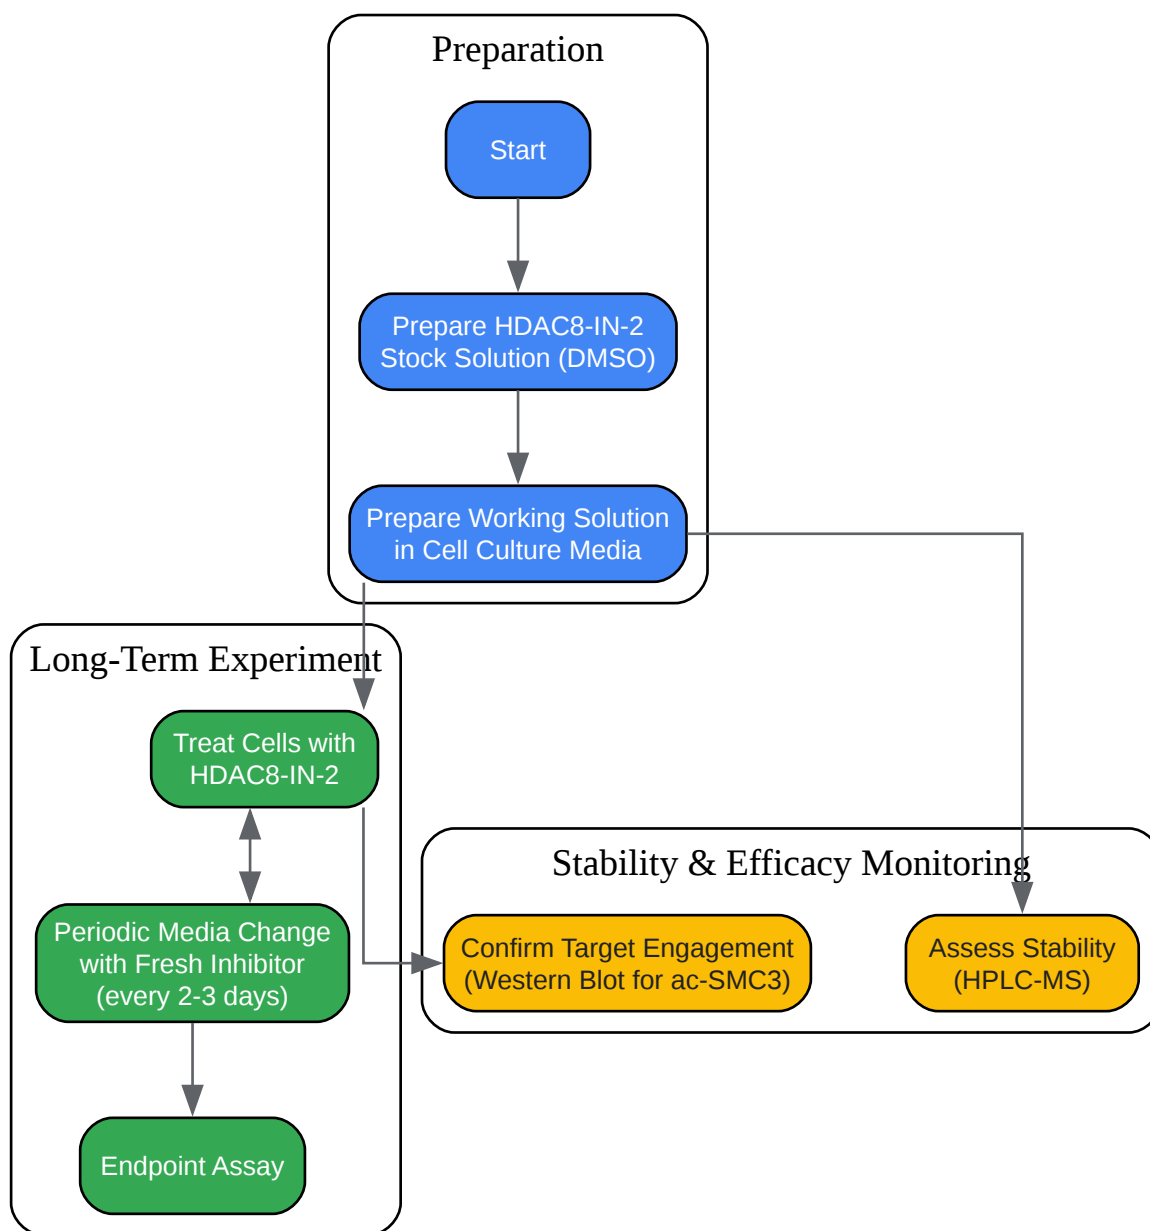 Preparation
Start
Prepare HDAC8-IN-2
Stock Solution (DMSO)
Prepare Working Solution
in Cell Culture Media
Long-Term Experiment
Treat Cells with
HDAC8-IN-2
Periodic Media Change
with Fresh Inhibitor
(every 2-3 days)
Endpoint Assay
Stability & Efficacy Monitoring
Confirm Target Engagement
(Western Blot for ac-SMC3)
Assess Stability
(HPLC-MS)